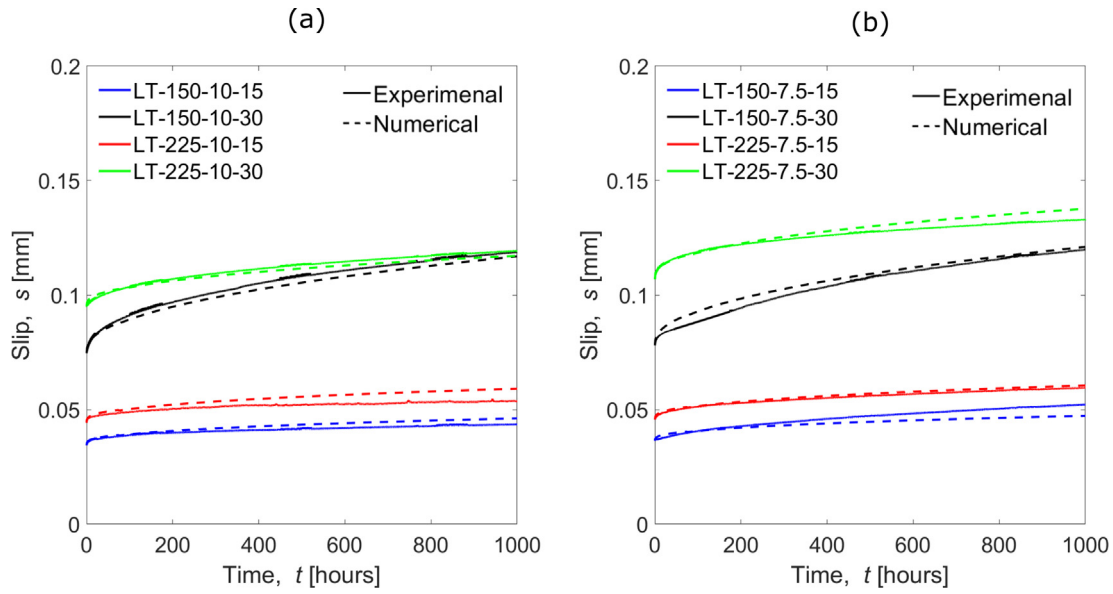 (a)
0.2
0.15
0.1
0.05
0
Slip, s [mm]
LT-150-10-15
LT-150-10-30
LT-225-10-15
LT-225-10-30
Experimenal
Numerical
0 200 400 600 800 1000
Time, t [hours]
(b)
0.2
0.15
0.1
0.05
0
Slip, s [mm]
LT-150-7.5-15
LT-150-7.5-30
LT-225-7.5-15
LT-225-7.5-30
Experimenal
Numerical
0 200 400 600 800 1000
Time, t [hours]